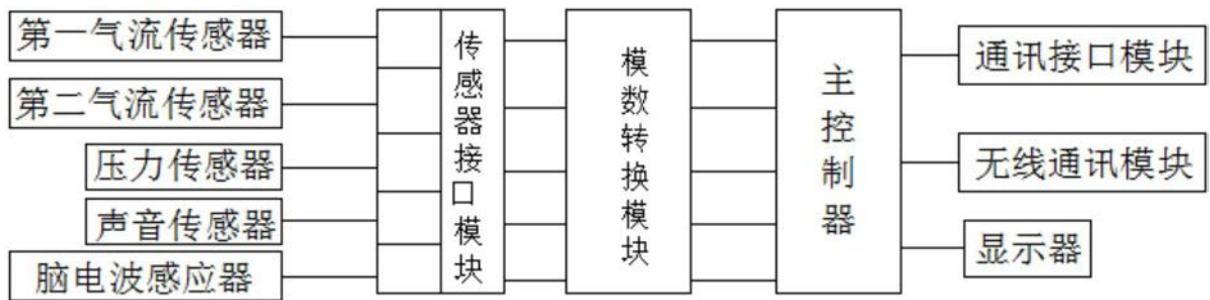 第一气流传感器
第二气流传感器
压力传感器
声音传感器
脑电波感应器
传感器接口模块
模数转换模块
主控制器
通讯接口模块
无线通讯模块
显示器